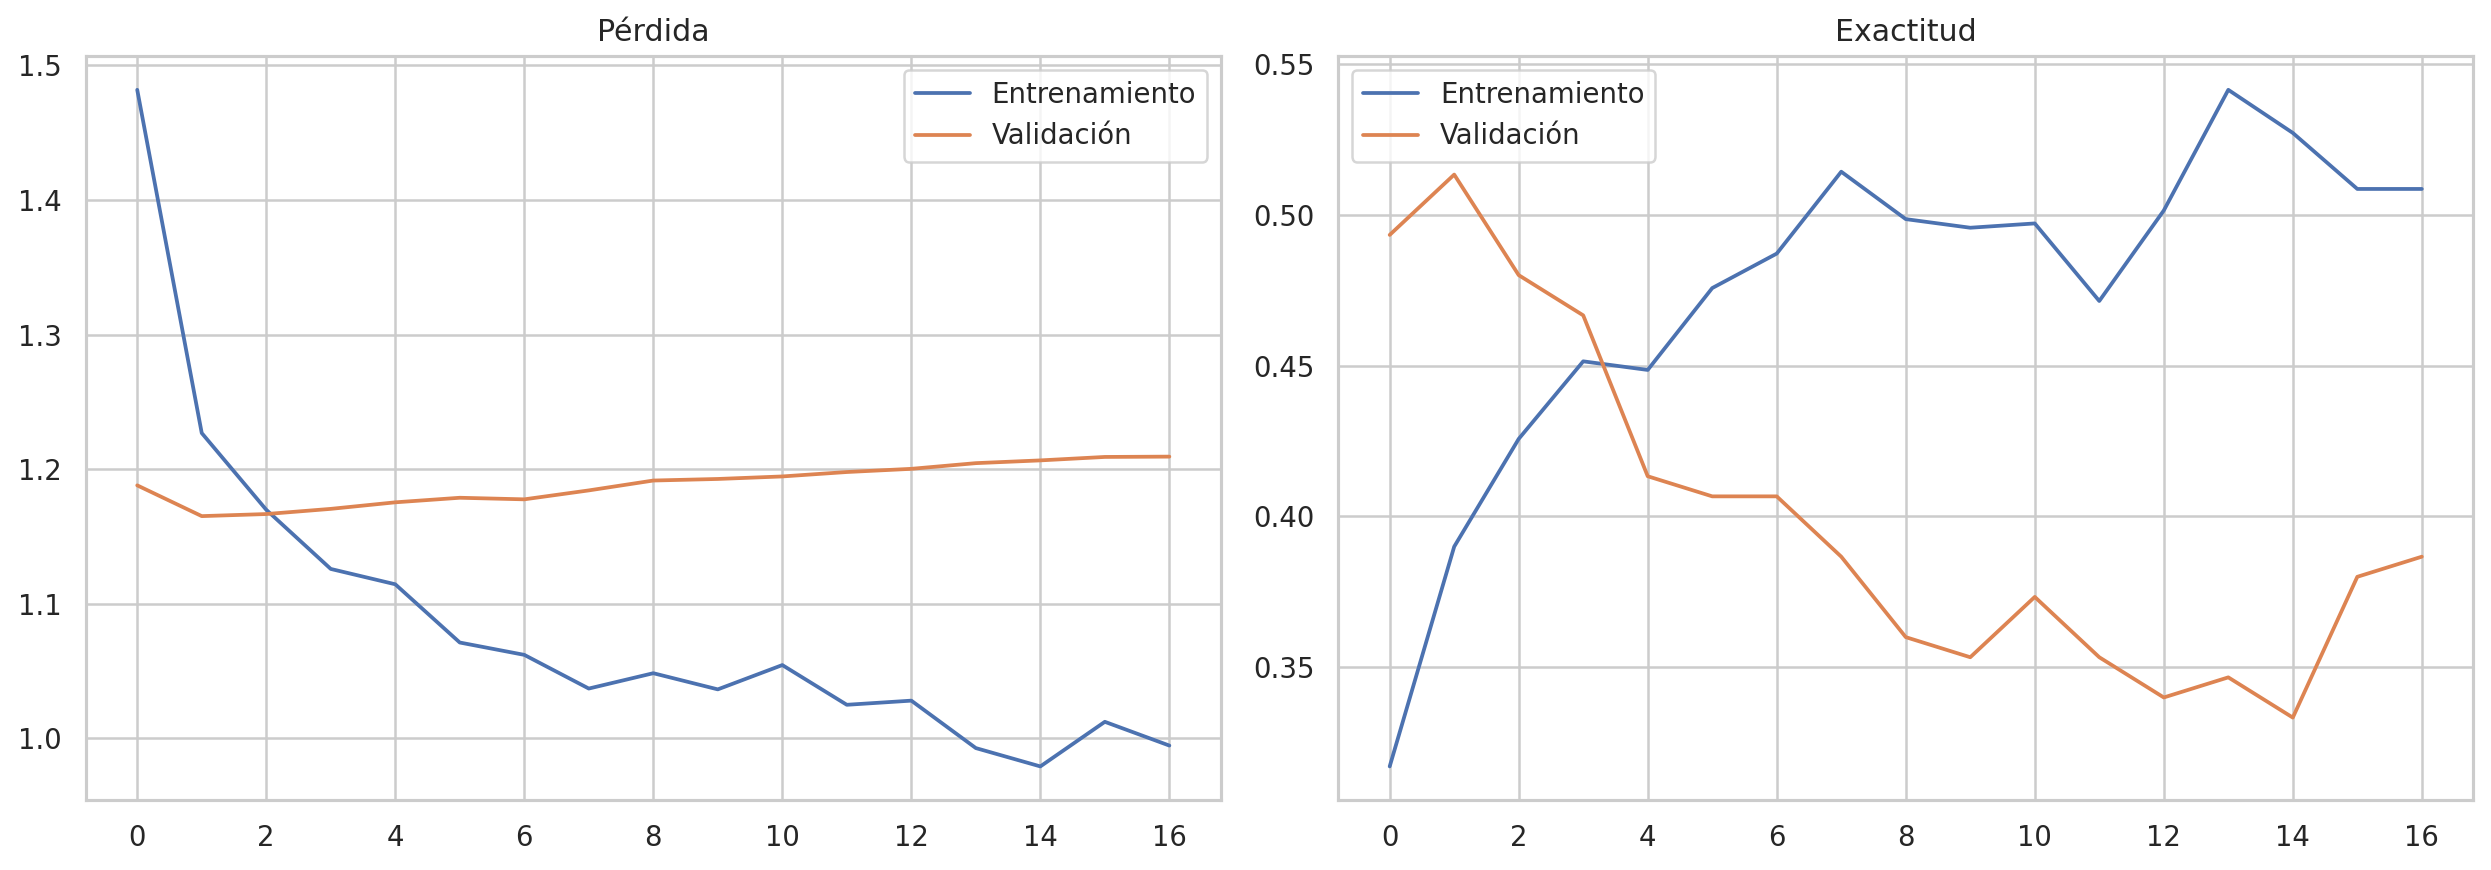 Pérdida
1.5
1.4
1.3
1.2
1.1
1.0
Entrenamiento
Validación
0 2 4 6 8 10 12 14 16
Exactitud
0.55
0.50
0.45
0.40
0.35
Entrenamiento
Validación
0 2 4 6 8 10 12 14 16